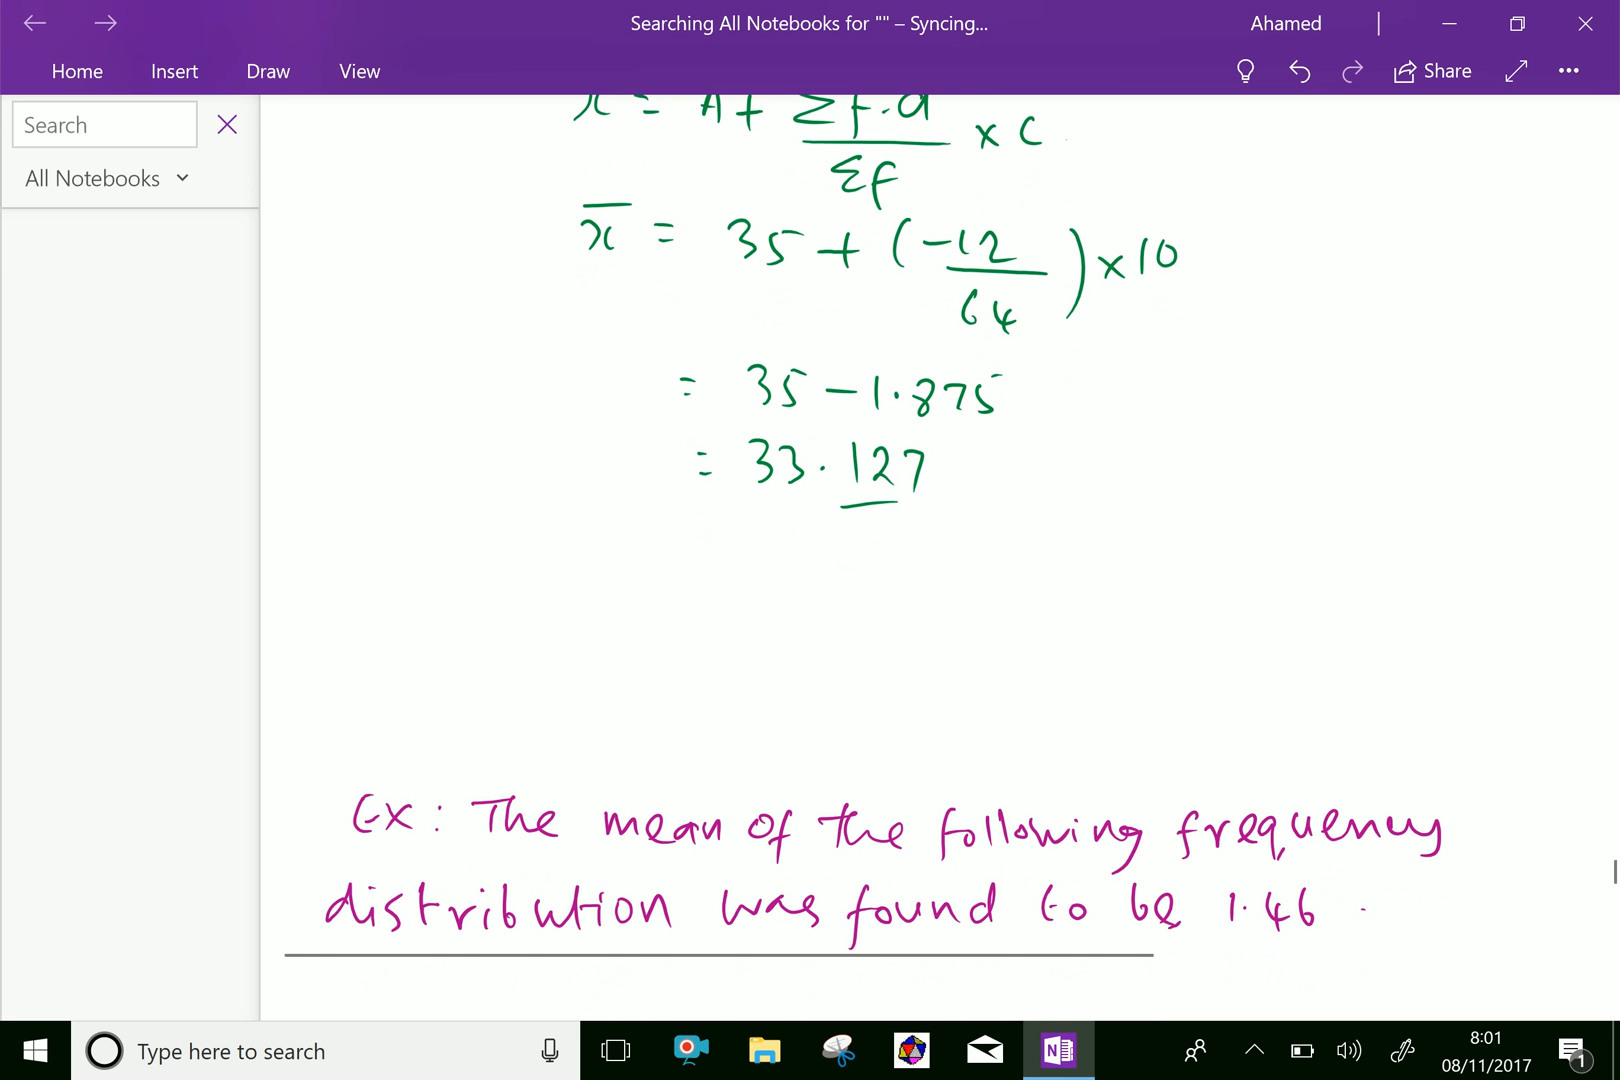 Searching All Notebooks for "" – Syncing...
Ahamed
Home Insert Draw View
Share
Search
All Notebooks
x = A + Σf.d / Σf × C
x̄ = 35 + (-12 / 64) × 10
= 35 - 1.875
= 33.127
Ex: The mean of the following frequency
distribution was found to be 1.46.
Type here to search
N
8:01
08/11/2017
1